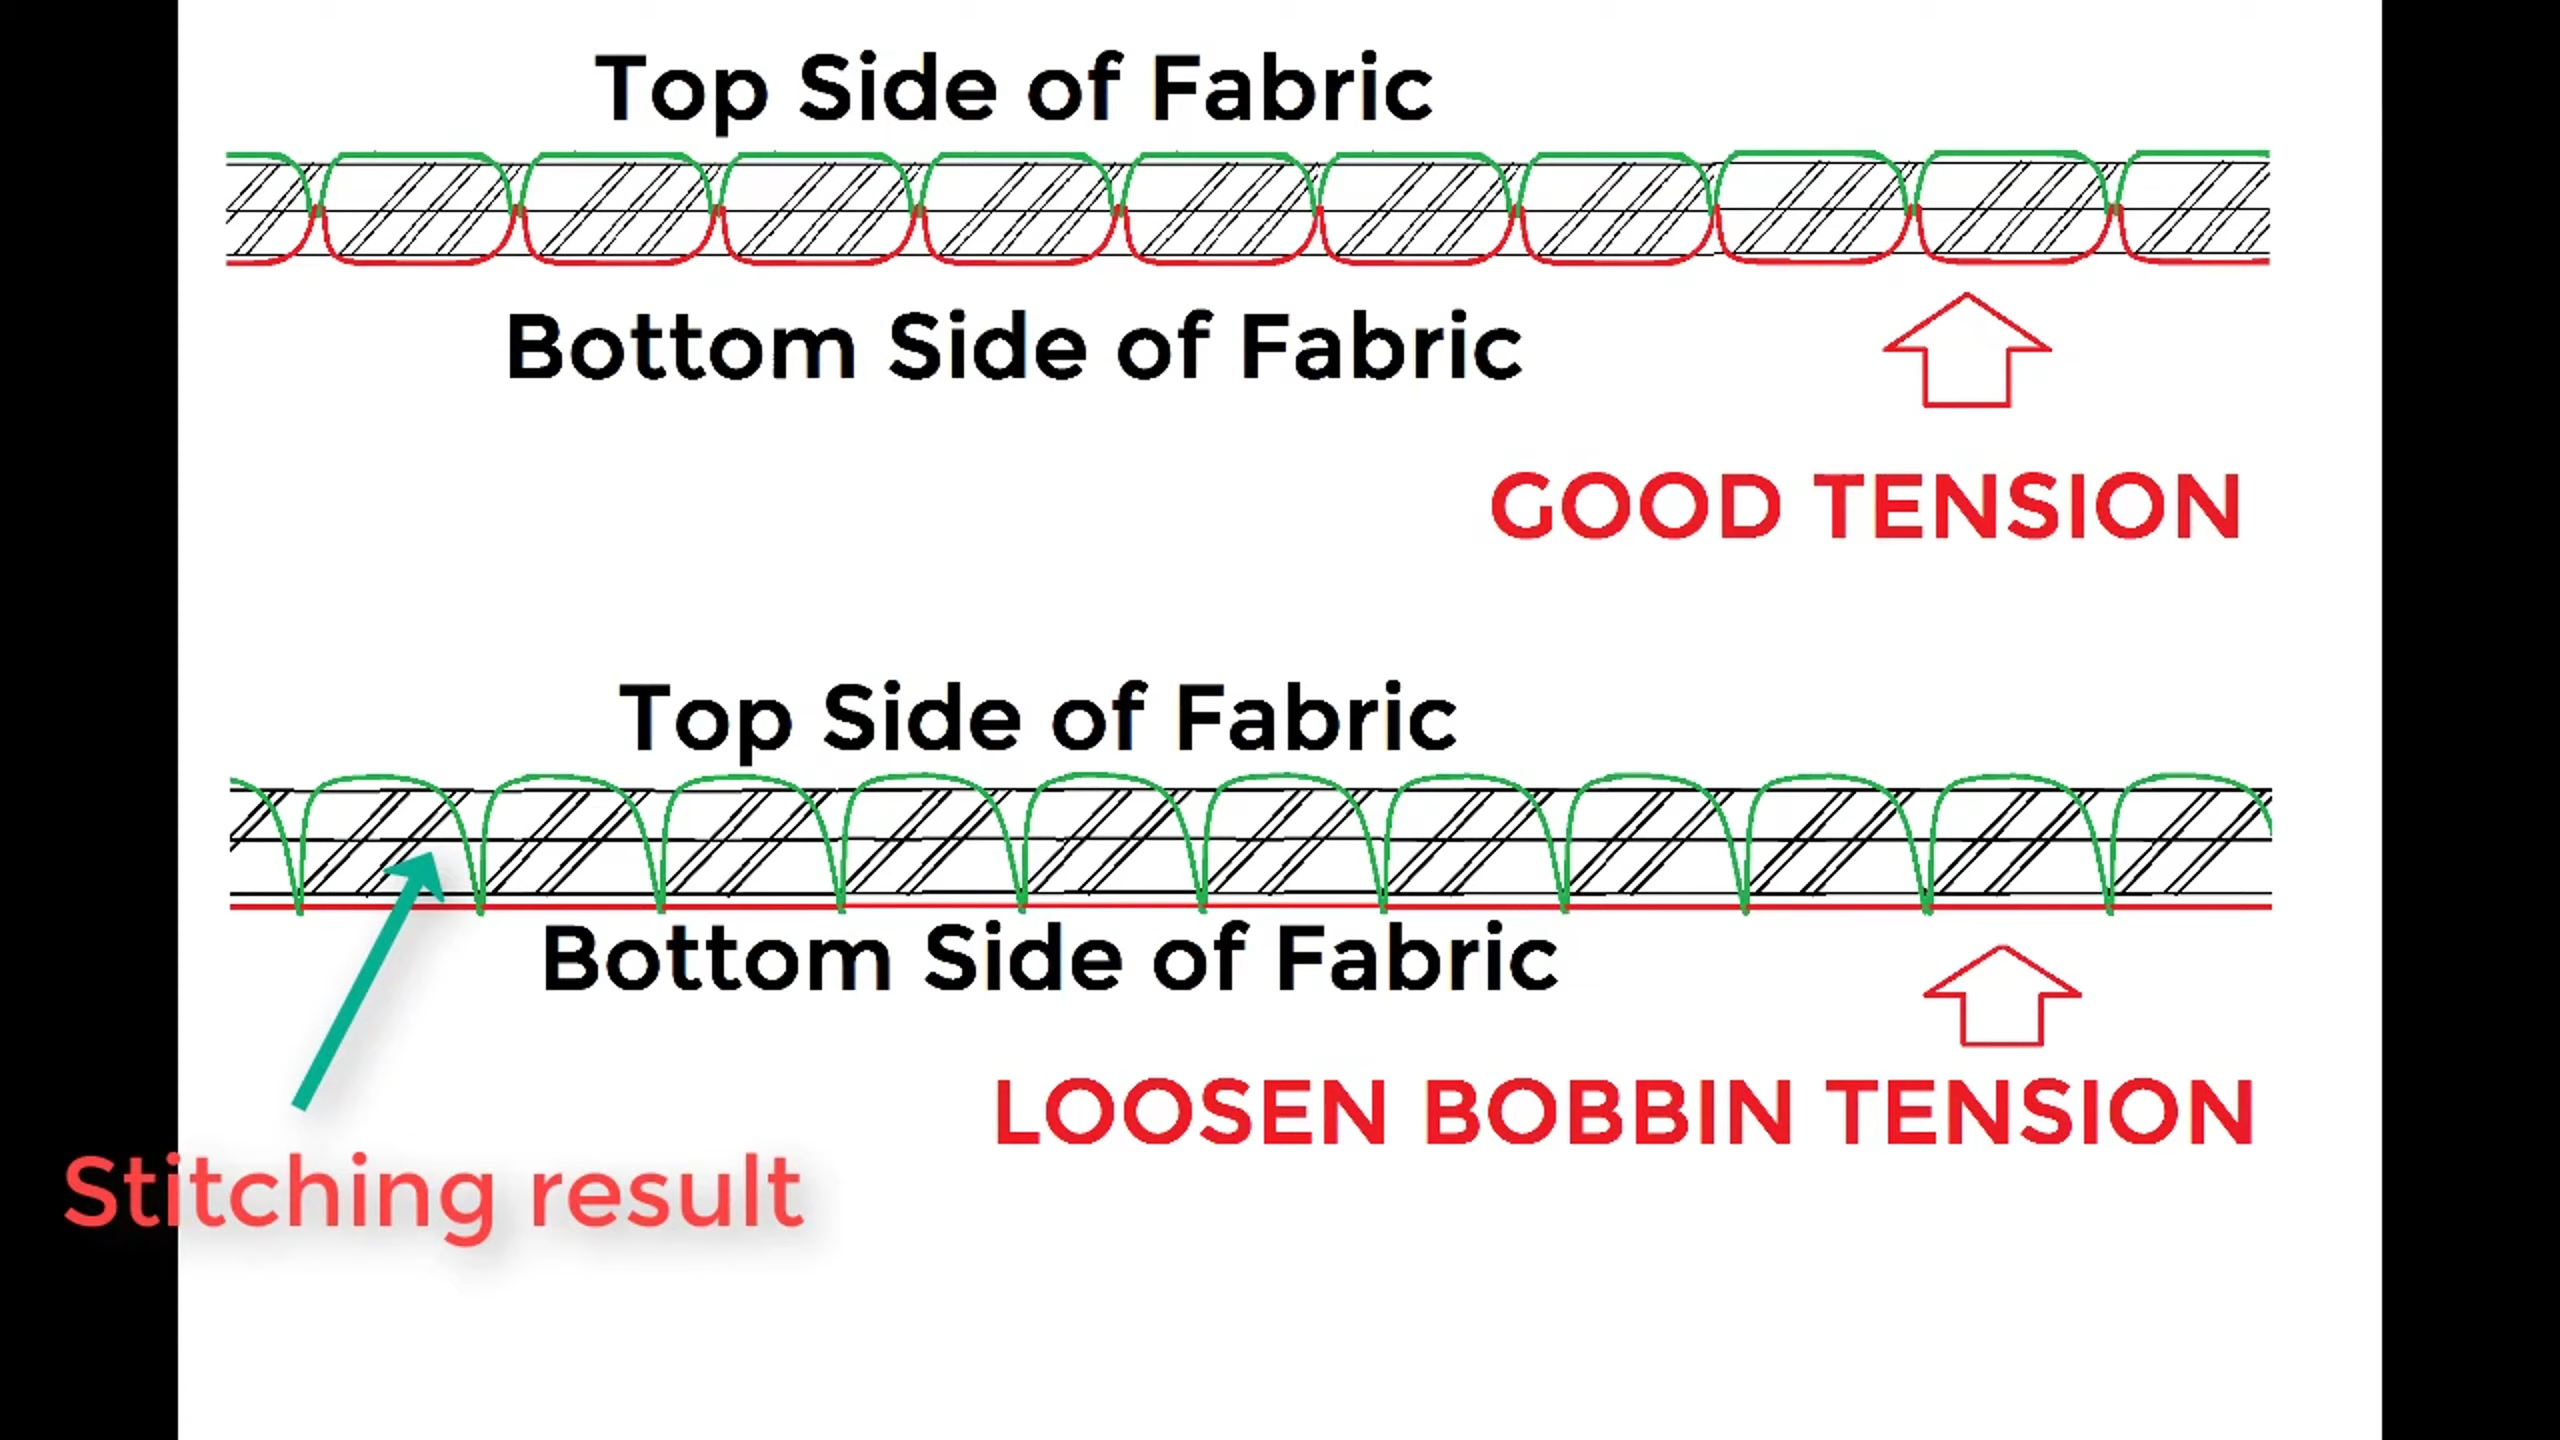 Top Side of Fabric
Bottom Side of Fabric
GOOD TENSION
Top Side of Fabric
Bottom Side of Fabric
LOOSEN BOBBIN TENSION
Stitching result